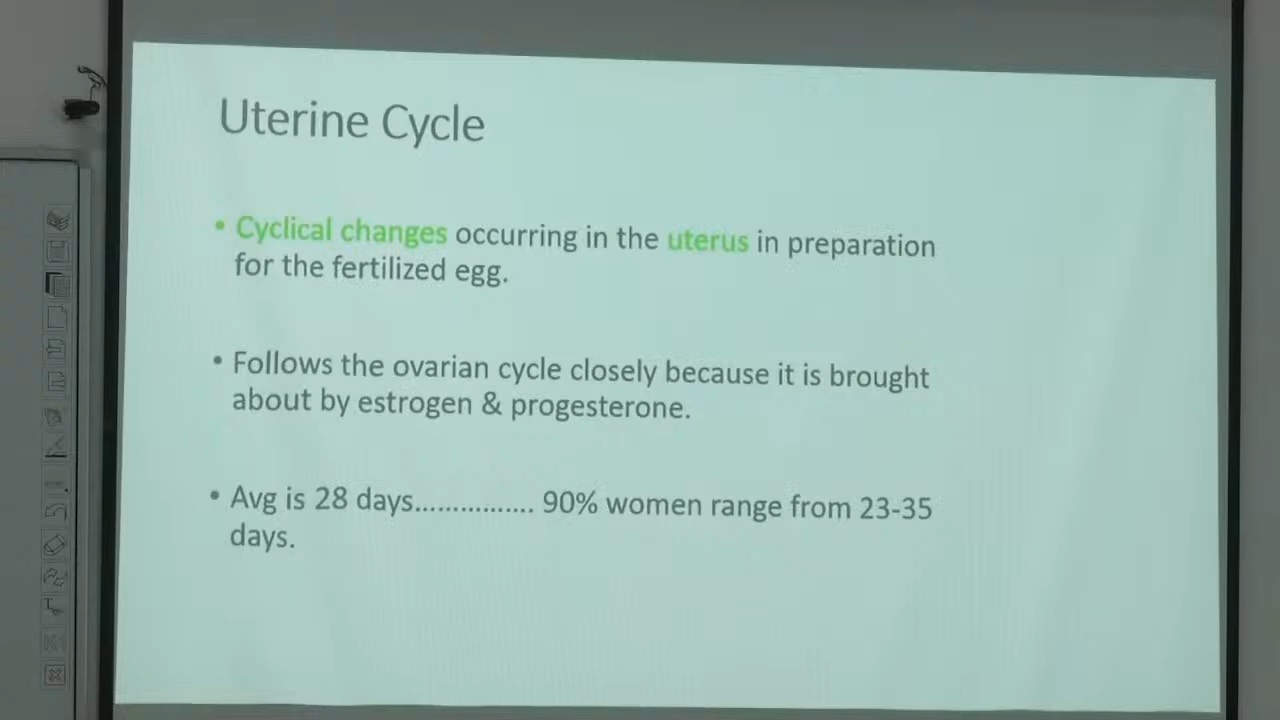 Uterine Cycle
• Cyclical changes occurring in the uterus in preparation
for the fertilized egg.
• Follows the ovarian cycle closely because it is brought
about by estrogen & progesterone.
• Avg is 28 days................ 90% women range from 23-35
days.